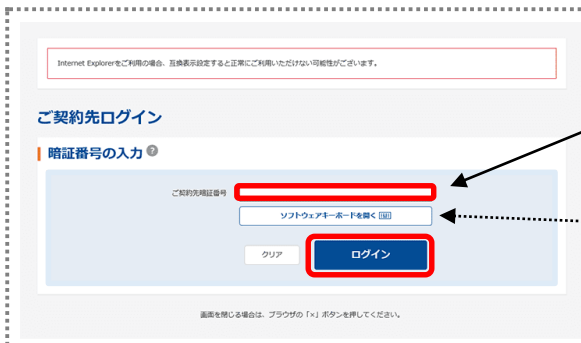 Internet Explorerをご利用の場合、互換表示設定すると正常にご利用いただけない可能性がございます。
ご契約先ログイン
暗証番号の入力 ?
ご契約先暗証番号
ソフトウェアキーボードを開く
クリア
ログイン
画面を閉じる場合は、ブラウザの「×」ボタンを押してください。